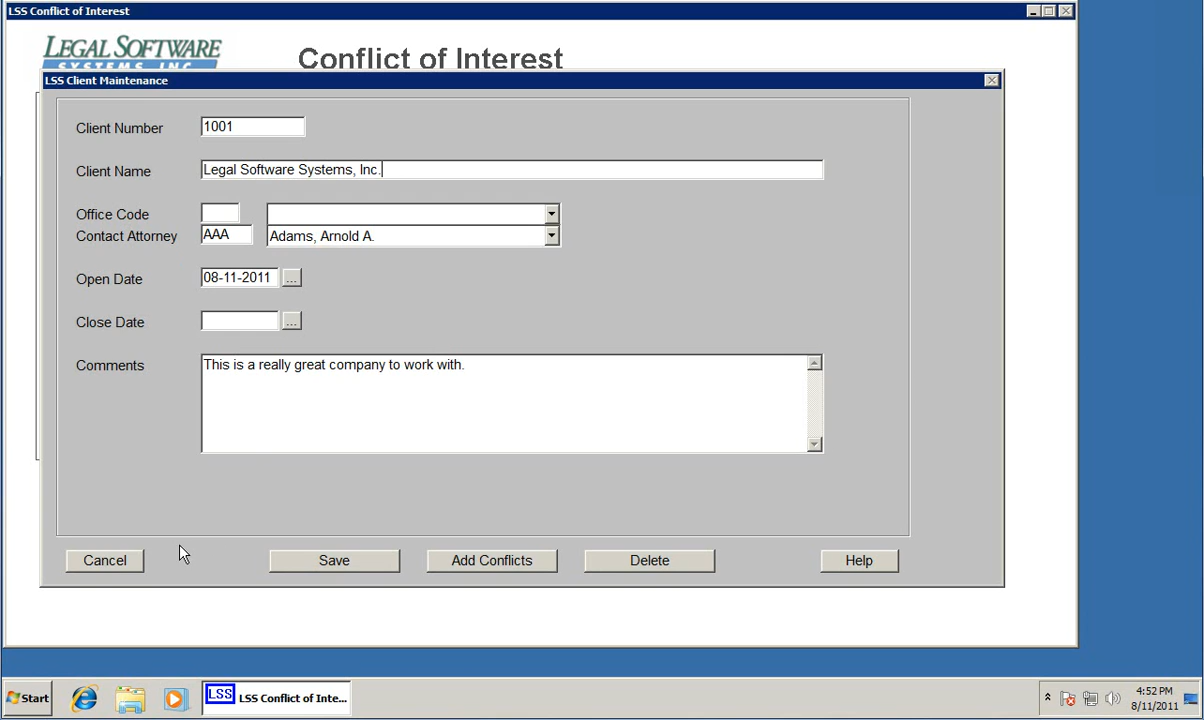 LSS Conflict of Interest
LEGAL SOFTWARE
SYSTEMS, INC.
Conflict of Interest
LSS Client Maintenance
Client Number 1001
Client Name Legal Software Systems, Inc.
Office Code
Contact Attorney AAA Adams, Arnold A.
Open Date 08-11-2011 ...
Close Date ...
Comments This is a really great company to work with.
Cancel Save Add Conflicts Delete Help
Start LSS LSS Conflict of Inte... 4:52 PM
8/11/2011